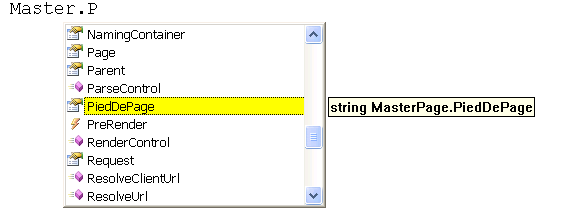 Master.P
NamingContainer
Page
Parent
ParseControl
PiedDePage
string MasterPage.PiedDePage
PreRender
RenderControl
Request
ResolveClientUrl
ResolveUrl